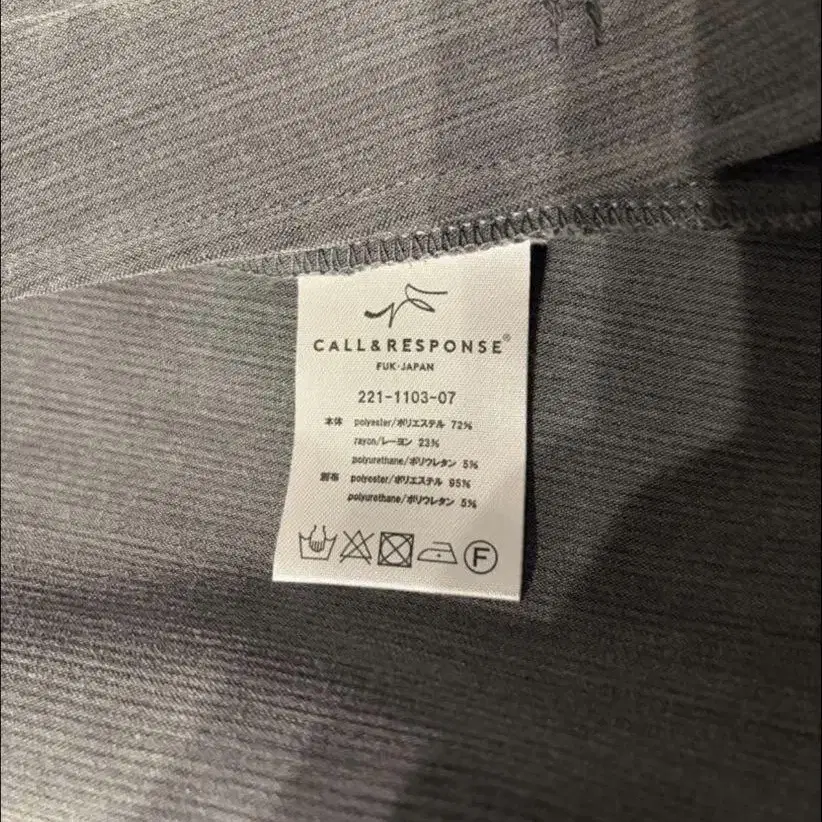 CALL&RESPONSE®
FUK·JAPAN
221-1103-07
本体 polyester/ポリエステル 72%
rayon/レーヨン 23%
polyurethane/ポリウレタン 5%
別布 polyester/ポリエステル 95%
polyurethane/ポリウレタン 5%
F